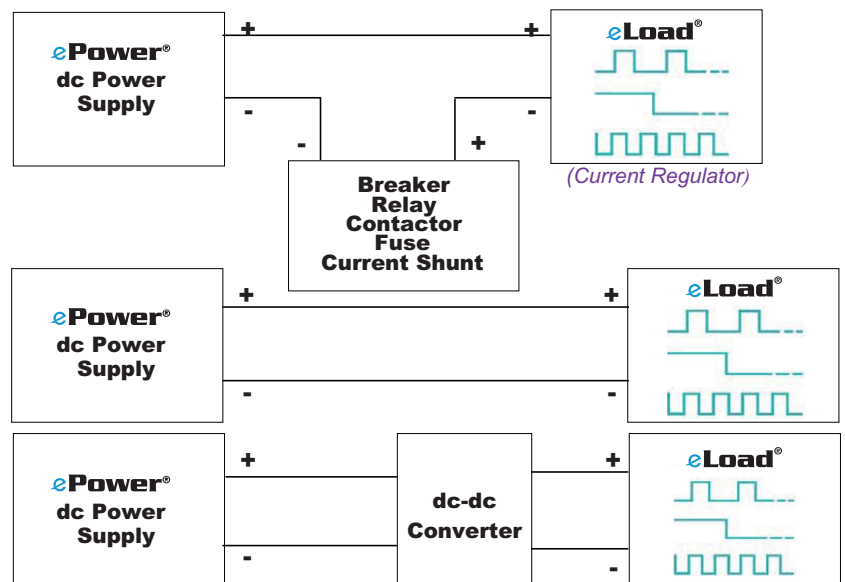 ePower®
dc Power
Supply
+
+
-
-
-
+
eLoad®
(Current Regulator)
Breaker
Relay
Contactor
Fuse
Current Shunt
ePower®
dc Power
Supply
+
+
-
-
eLoad®
ePower®
dc Power
Supply
+
-
dc-dc
Converter
+
-
eLoad®